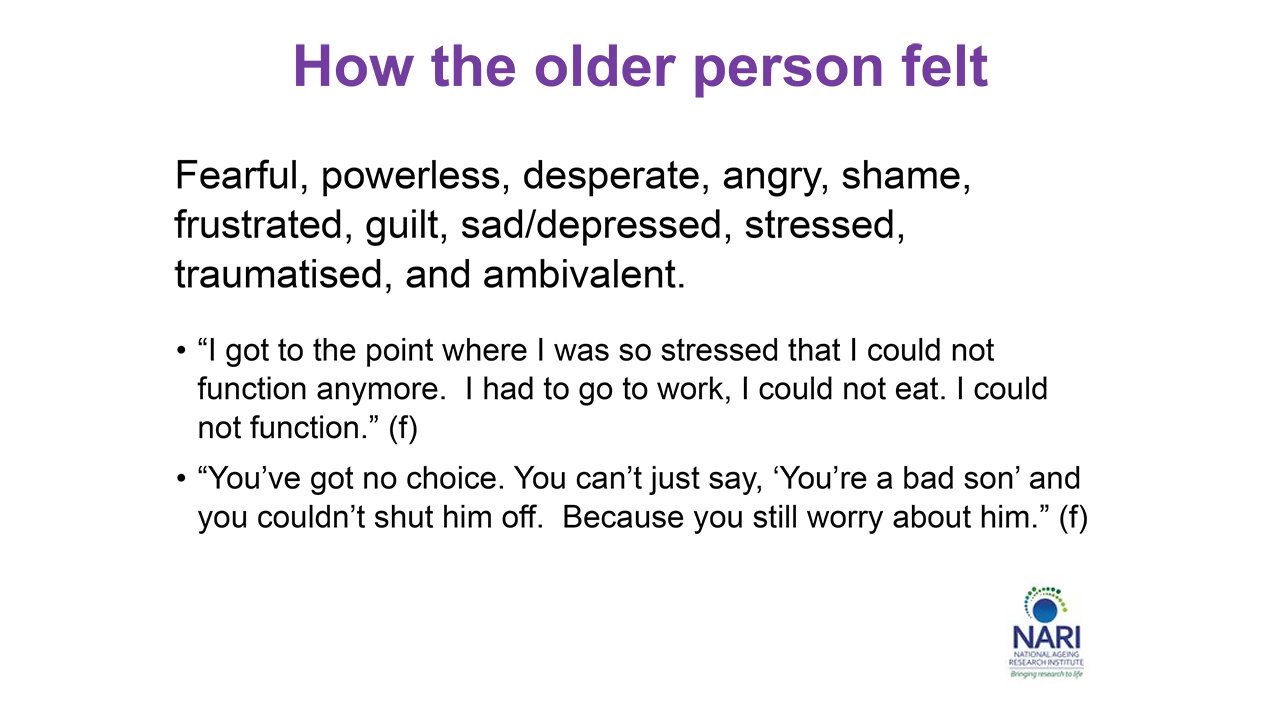 How the older person felt
Fearful, powerless, desperate, angry, shame,
frustrated, guilt, sad/depressed, stressed,
traumatised, and ambivalent.
• “I got to the point where I was so stressed that I could not
function anymore.  I had to go to work, I could not eat. I could
not function.” (f)
• “You’ve got no choice. You can’t just say, ‘You’re a bad son’ and
you couldn’t shut him off.  Because you still worry about him.” (f)
NARI
NATIONAL AGEING
RESEARCH INSTITUTE
Bringing research to life